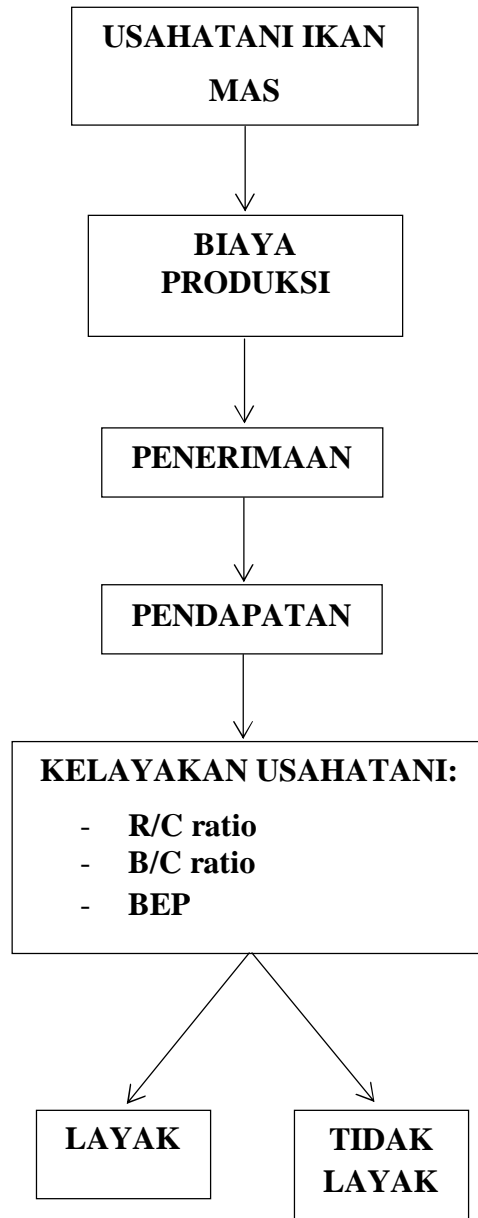 USAHATANI IKAN
MAS
BIAYA
PRODUKSI
PENERIMAAN
PENDAPATAN
KELAYAKAN USAHATANI:
- R/C ratio
- B/C ratio
- BEP
LAYAK
TIDAK
LAYAK